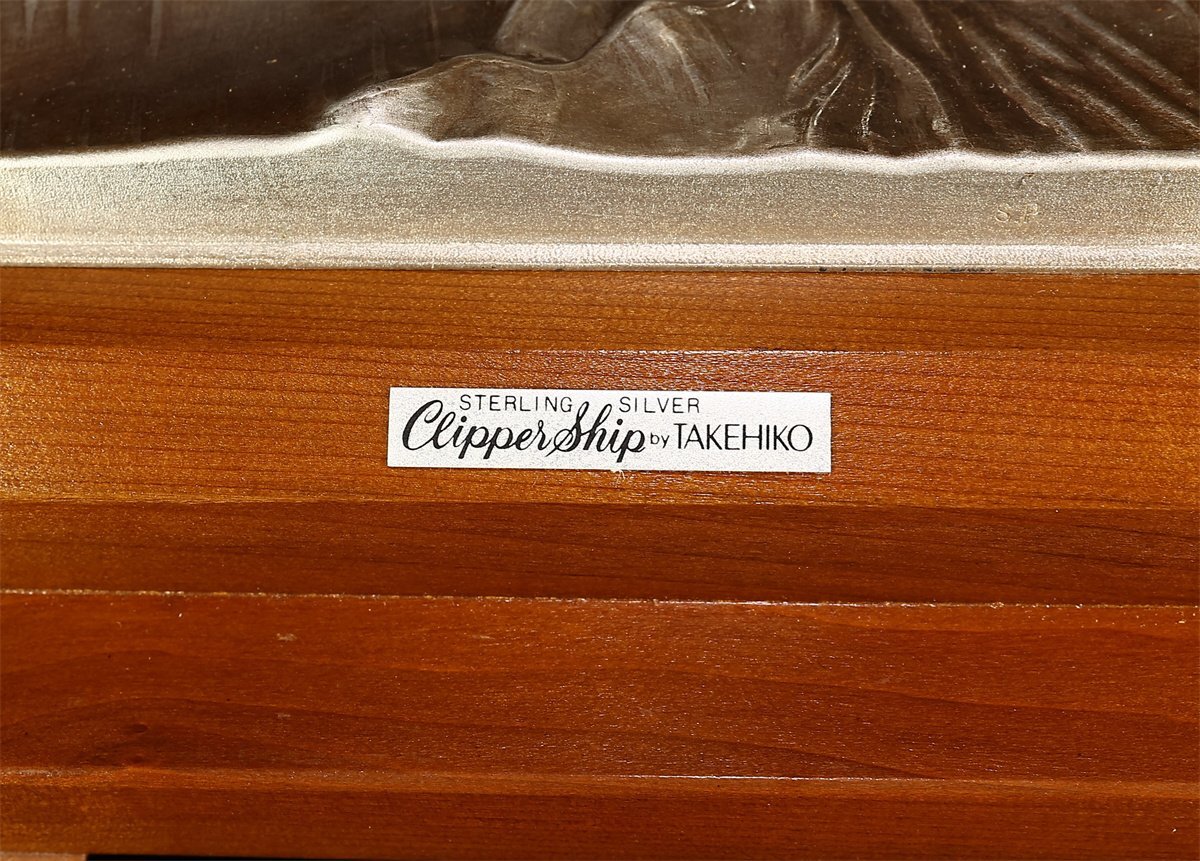 S.P
STERLING SILVER
Clipper Ship by TAKEHIKO